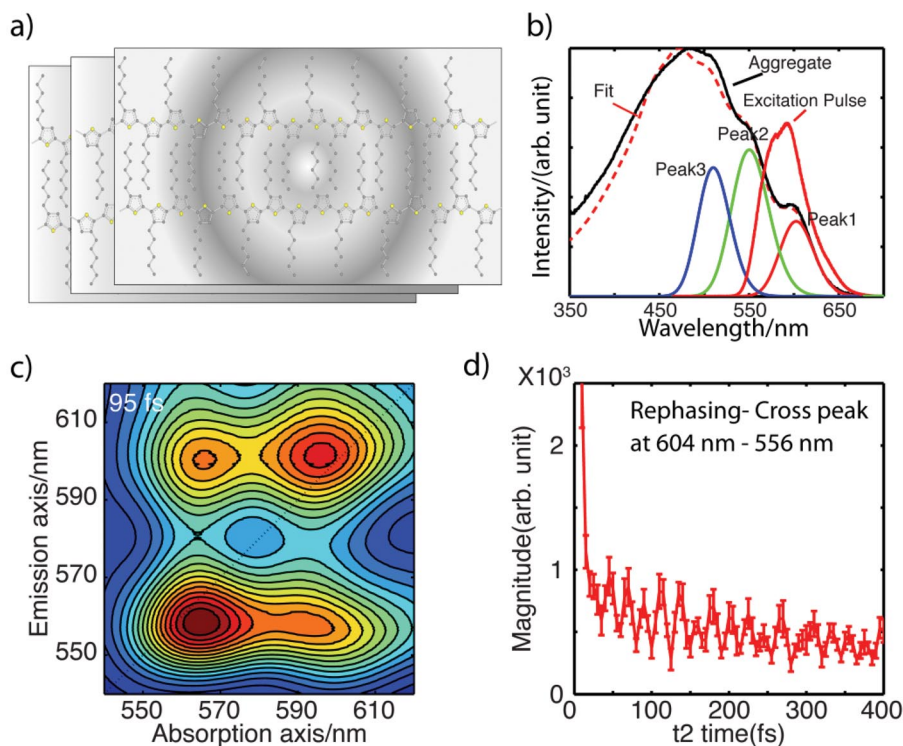 a)
b)
Intensity/(arb. unit)
Fit
Aggregate
Excitation Pulse
Peak2
Peak3
Peak1
350 450 550 650
Wavelength/nm
c)
95 fs
Emission axis/nm
610
590
570
550
550 570 590 610
Absorption axis/nm
d)
X10³
Magnitude(arb. unit)
2
1
0
Rephasing- Cross peak
at 604 nm - 556 nm
0 100 200 300 400
t2 time(fs)